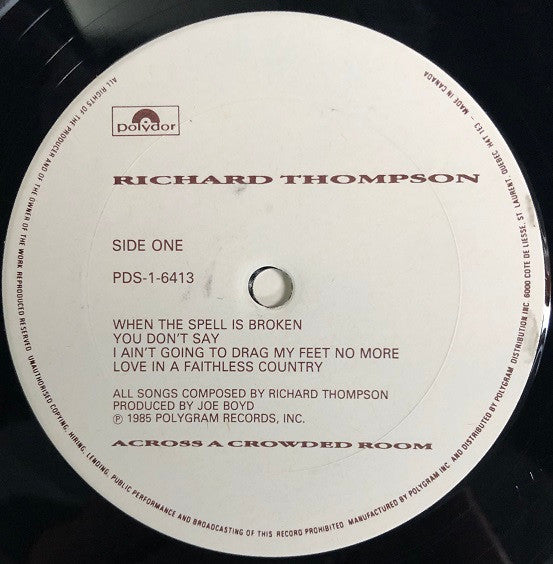 polydor
RICHARD THOMPSON
SIDE ONE
PDS-1-6413
WHEN THE SPELL IS BROKEN
YOU DON'T SAY
I AIN'T GOING TO DRAG MY FEET NO MORE
LOVE IN A FAITHLESS COUNTRY
ALL SONGS COMPOSED BY RICHARD THOMPSON
PRODUCED BY JOE BOYD
℗ 1985 POLYGRAM RECORDS, INC.
ACROSS A CROWDED ROOM
ALL RIGHTS OF THE PRODUCER AND OF THE OWNER OF THE WORK REPRODUCED RESERVED. UNAUTHORISED COPYING, HIRING, LENDING, PUBLIC PERFORMANCE AND BROADCASTING OF THIS RECORD PROHIBITED. MANUFACTURED BY POLYGRAM INC. AND DISTRIBUTED BY POLYGRAM DISTRIBUTION INC. 6000 COTE DE LIESSE, ST. LAURENT, QUEBEC, H4T 1E3 - MADE IN CANADA